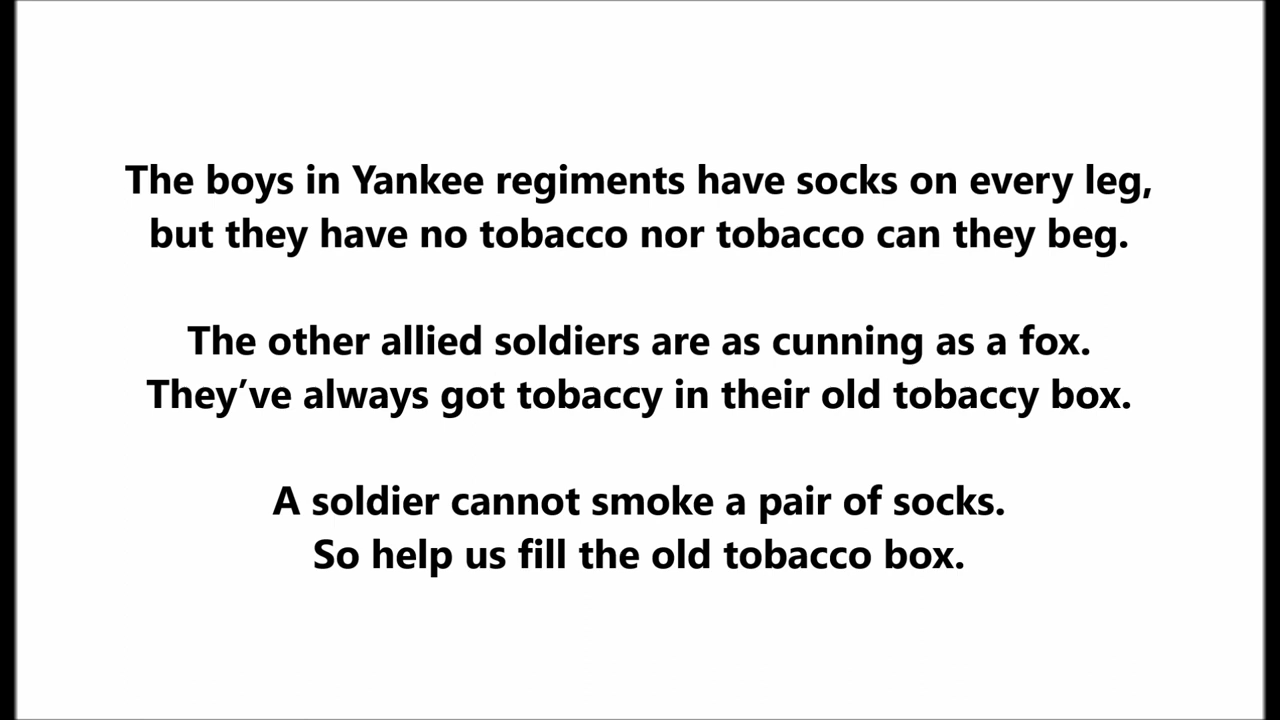 The boys in Yankee regiments have socks on every leg,
but they have no tobacco nor tobacco can they beg.
The other allied soldiers are as cunning as a fox.
They’ve always got tobaccy in their old tobaccy box.
A soldier cannot smoke a pair of socks.
So help us fill the old tobacco box.